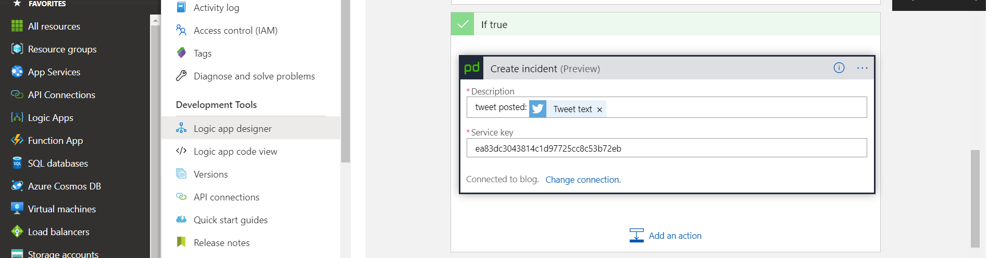 FAVORITES
All resources
Resource groups
App Services
API Connections
Logic Apps
Function App
SQL databases
Azure Cosmos DB
Virtual machines
Load balancers
Storage accounts
Activity log
Access control (IAM)
Tags
Diagnose and solve problems
Development Tools
Logic app designer
Logic app code view
Versions
API connections
Quick start guides
Release notes
If true
pd Create incident (Preview)
* Description
tweet posted: Tweet text ×
* Service key
ea83dc3043814c1d97725cc8c53b72eb
Connected to blog. Change connection.
Add an action